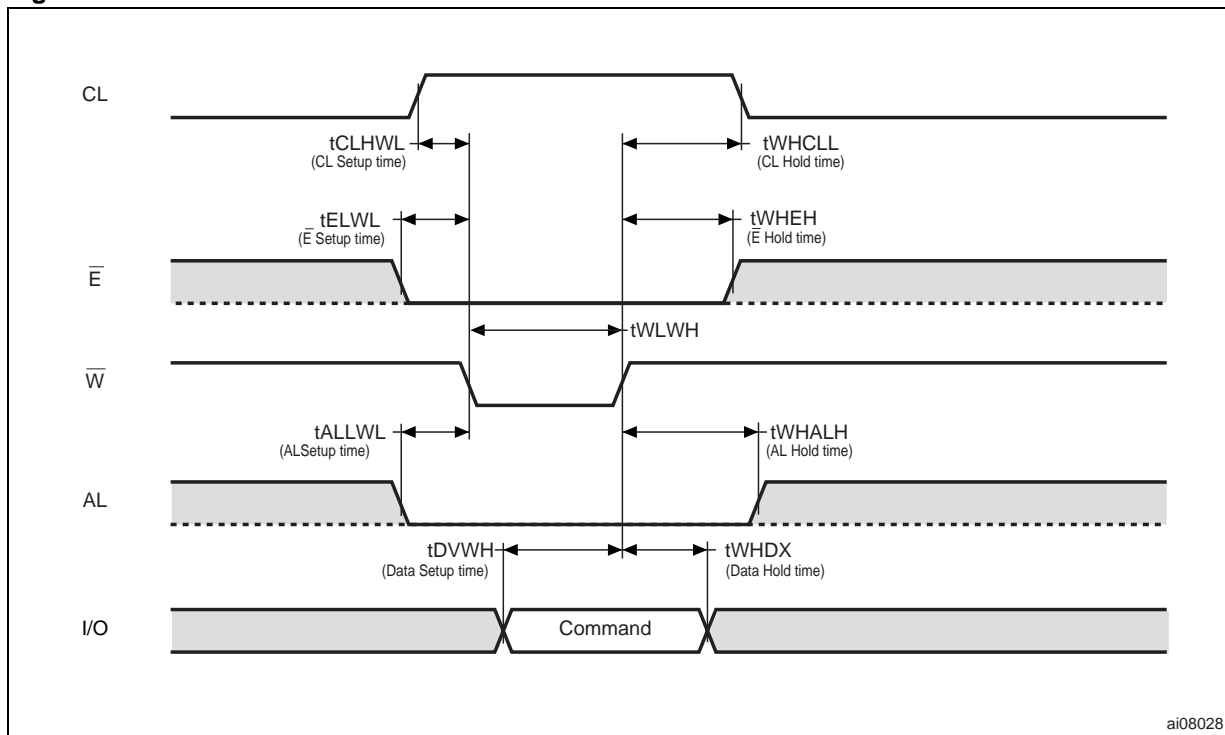 CL
tCLHWL
(CL Setup time)
tWHCLL
(CL Hold time)
tELWL
(E̅ Setup time)
tWHEH
(E̅ Hold time)
E̅
tWLWH
W̅
tALLWL
(ALSetup time)
tWHALH
(AL Hold time)
AL
tDVWH
(Data Setup time)
tWHDX
(Data Hold time)
I/O
Command
ai08028